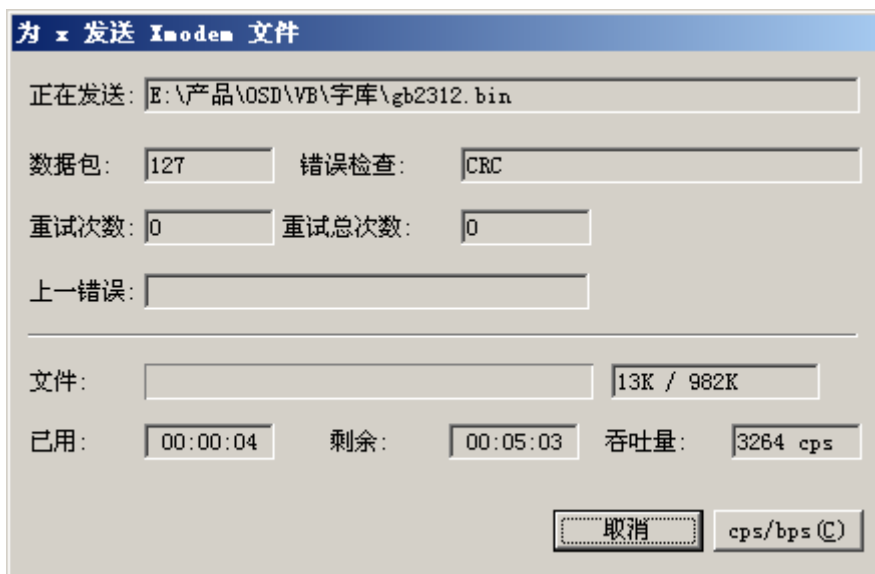 为 x 发送 Xmodem 文件
正在发送: E:\产品\OSD\VB\字库\gb2312.bin
数据包: 127 错误检查: CRC
重试次数: 0 重试总次数: 0
上一错误:
文件: 13K / 982K
已用: 00:00:04 剩余: 00:05:03 吞吐量: 3264 cps
取消 cps/bps(C)